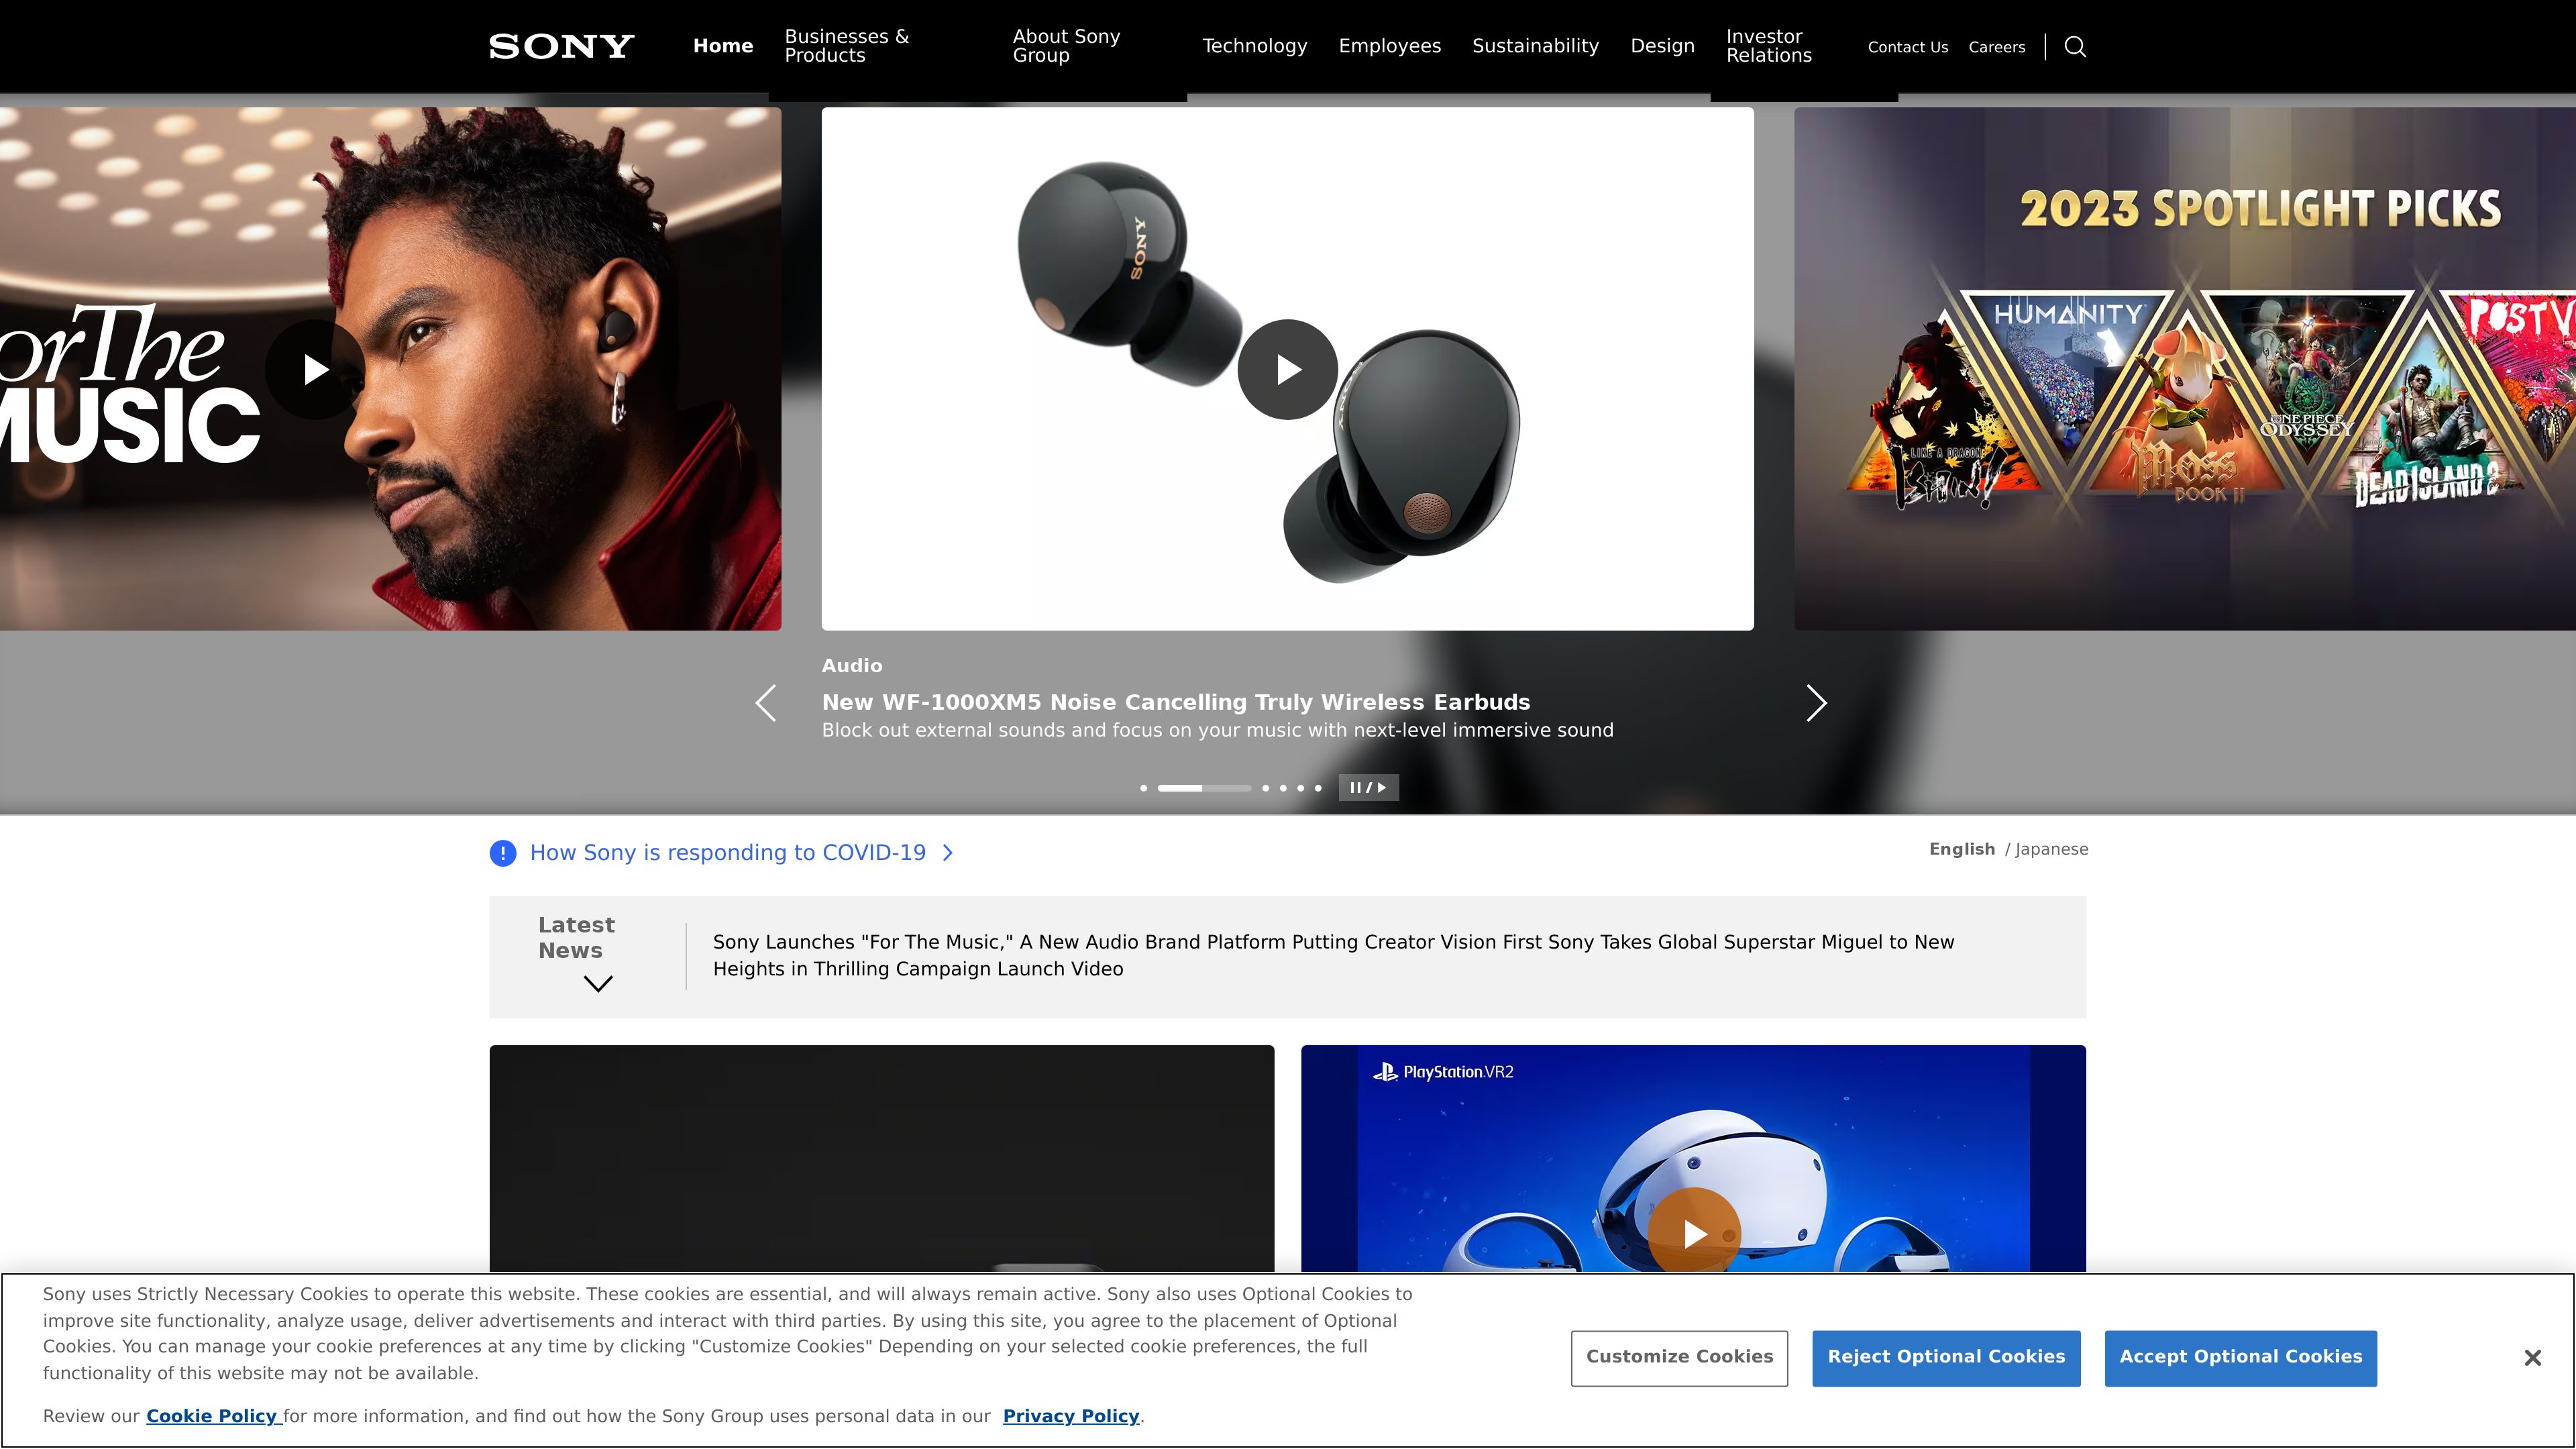 SONY
Home
Businesses &
Products
About Sony
Group
Technology
Employees
Sustainability
Design
Investor
Relations
Contact Us
Careers
orThe
MUSIC
SONY
2023 SPOTLIGHT PICKS
HUMANITY
LIKE A DRAGON
ISHIN!
MOSS
BOOK II
ONE PIECE
ODYSSEY
DEAD ISLAND 2
POSTV
Audio
New WF-1000XM5 Noise Cancelling Truly Wireless Earbuds
Block out external sounds and focus on your music with next-level immersive sound
How Sony is responding to COVID-19
English / Japanese
Latest
News
Sony Launches "For The Music," A New Audio Brand Platform Putting Creator Vision First Sony Takes Global Superstar Miguel to New
Heights in Thrilling Campaign Launch Video
PlayStation.VR2
Sony uses Strictly Necessary Cookies to operate this website. These cookies are essential, and will always remain active. Sony also uses Optional Cookies to
improve site functionality, analyze usage, deliver advertisements and interact with third parties. By using this site, you agree to the placement of Optional
Cookies. You can manage your cookie preferences at any time by clicking "Customize Cookies" Depending on your selected cookie preferences, the full
functionality of this website may not be available.
Review our Cookie Policy for more information, and find out how the Sony Group uses personal data in our Privacy Policy.
Customize Cookies
Reject Optional Cookies
Accept Optional Cookies